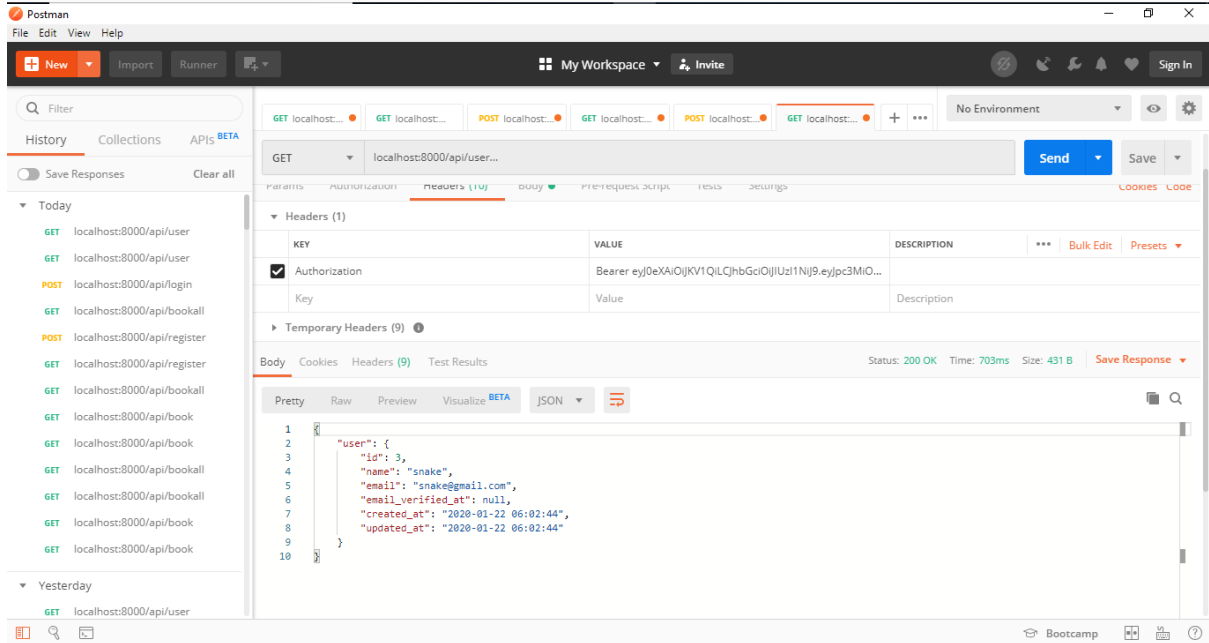 Postman
File Edit View Help
New Import Runner My Workspace Invite Sign In
Filter
History Collections APIs BETA
Save Responses Clear all
Today
GET localhost:8000/api/user
GET localhost:8000/api/user
POST localhost:8000/api/login
GET localhost:8000/api/bookall
POST localhost:8000/api/register
GET localhost:8000/api/register
GET localhost:8000/api/bookall
GET localhost:8000/api/book
GET localhost:8000/api/book
GET localhost:8000/api/bookall
GET localhost:8000/api/bookall
GET localhost:8000/api/book
GET localhost:8000/api/book
Yesterday
GET localhost:8000/api/user
GET localhost:... GET localhost:... POST localhost:... GET localhost:... POST localhost:... GET localhost:... No Environment
GET localhost:8000/api/user... Send Save
Params Authorization Headers (10) Body Pre-request Script Tests Settings Cookies Code
Headers (1)
KEY VALUE DESCRIPTION Bulk Edit Presets
Authorization Bearer eyJ0eXAiOiJKV1QiLCJhbGciOiJIUzI1NiJ9.eyJpc3MiO...
Key Value Description
Temporary Headers (9)
Body Cookies Headers (9) Test Results Status: 200 OK Time: 703ms Size: 431 B Save Response
Pretty Raw Preview Visualize BETA JSON
1 {
2 "user": {
3 "id": 3,
4 "name": "snake",
5 "email": "snake@gmail.com",
6 "email_verified_at": null,
7 "created_at": "2020-01-22 06:02:44",
8 "updated_at": "2020-01-22 06:02:44"
9 }
10 }
Bootcamp